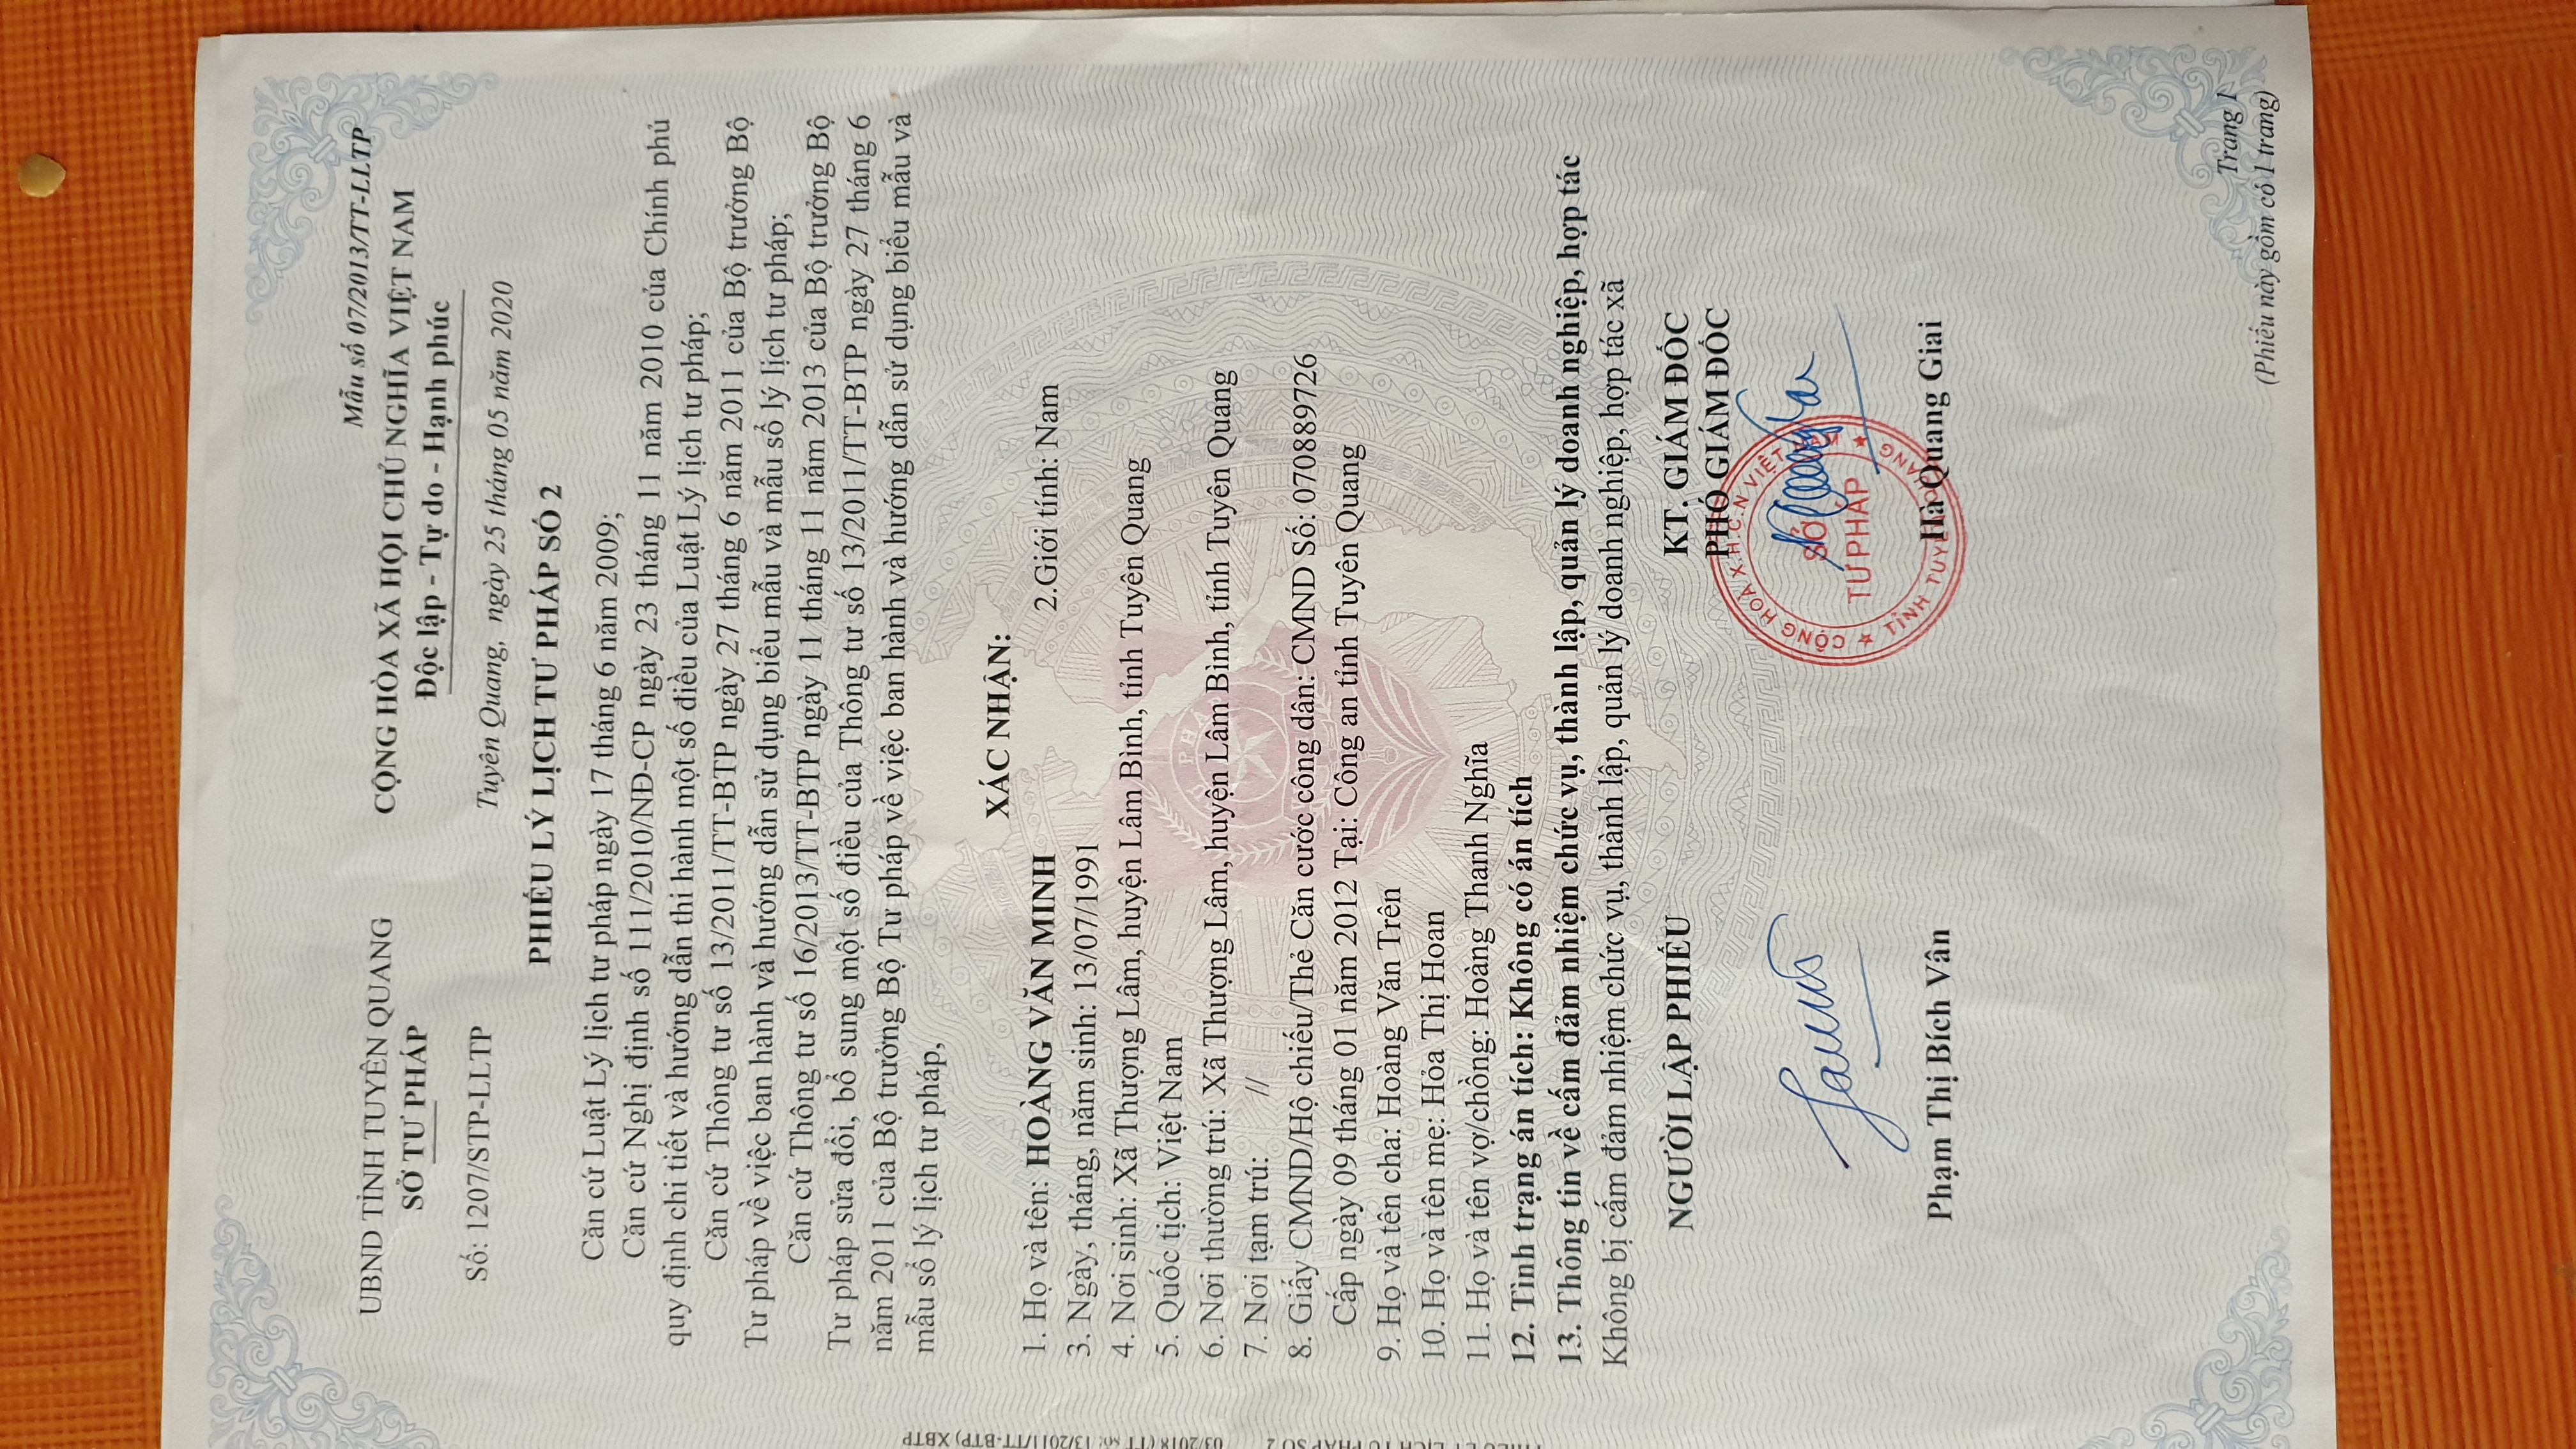 Mẫu số 07/2013/TT-LLTP
UBND TỈNH TUYÊN QUANG
SỞ TƯ PHÁP
CỘNG HÒA XÃ HỘI CHỦ NGHĨA VIỆT NAM
Độc lập - Tự do - Hạnh phúc
Số: 1207/STP-LLTP
Tuyên Quang, ngày 25 tháng 05 năm 2020
PHIẾU LÝ LỊCH TƯ PHÁP SỐ 2
Căn cứ Luật Lý lịch tư pháp ngày 17 tháng 6 năm 2009;
Căn cứ Nghị định số 111/2010/NĐ-CP ngày 23 tháng 11 năm 2010 của Chính phủ
quy định chi tiết và hướng dẫn thi hành một số điều của Luật Lý lịch tư pháp;
Căn cứ Thông tư số 13/2011/TT-BTP ngày 27 tháng 6 năm 2011 của Bộ trưởng Bộ
Tư pháp về việc ban hành và hướng dẫn sử dụng biểu mẫu và mẫu sổ lý lịch tư pháp;
Căn cứ Thông tư số 16/2013/TT-BTP ngày 11 tháng 11 năm 2013 của Bộ trưởng Bộ
Tư pháp sửa đổi, bổ sung một số điều của Thông tư số 13/2011/TT-BTP ngày 27 tháng 6
năm 2011 của Bộ trưởng Bộ Tư pháp về việc ban hành và hướng dẫn sử dụng biểu mẫu và
mẫu sổ lý lịch tư pháp,
XÁC NHẬN:
1. Họ và tên: HOÀNG VĂN MINH 2.Giới tính: Nam
3. Ngày, tháng, năm sinh: 13/07/1991
4. Nơi sinh: Xã Thượng Lâm, huyện Lâm Bình, tỉnh Tuyên Quang
5. Quốc tịch: Việt Nam
6. Nơi thường trú: Xã Thượng Lâm, huyện Lâm Bình, tỉnh Tuyên Quang
7. Nơi tạm trú: //
8. Giấy CMND/Hộ chiếu/Thẻ Căn cước công dân: CMND Số: 070889726
Cấp ngày 09 tháng 01 năm 2012 Tại: Công an tỉnh Tuyên Quang
9. Họ và tên cha: Hoàng Văn Trên
10. Họ và tên mẹ: Hỏa Thị Hoan
11. Họ và tên vợ/chồng: Hoàng Thanh Nghĩa
12. Tình trạng án tích: Không có án tích
13. Thông tin về cấm đảm nhiệm chức vụ, thành lập, quản lý doanh nghiệp, hợp tác
Không bị cấm đảm nhiệm chức vụ, thành lập, quản lý doanh nghiệp, hợp tác xã
NGƯỜI LẬP PHIẾU
KT. GIÁM ĐỐC
PHÓ GIÁM ĐỐC
CỘNG HOÀ X.H.C.N VIỆT NAM
SỞ
TƯ PHÁP
TỈNH TUYÊN QUANG
Phạm Thị Bích Vân
Hà Quang Giai
Trang 1
(Phiếu này gồm có 1 trang)
03/2018 (TT số: 13/2011/TT-BTP) XBTP